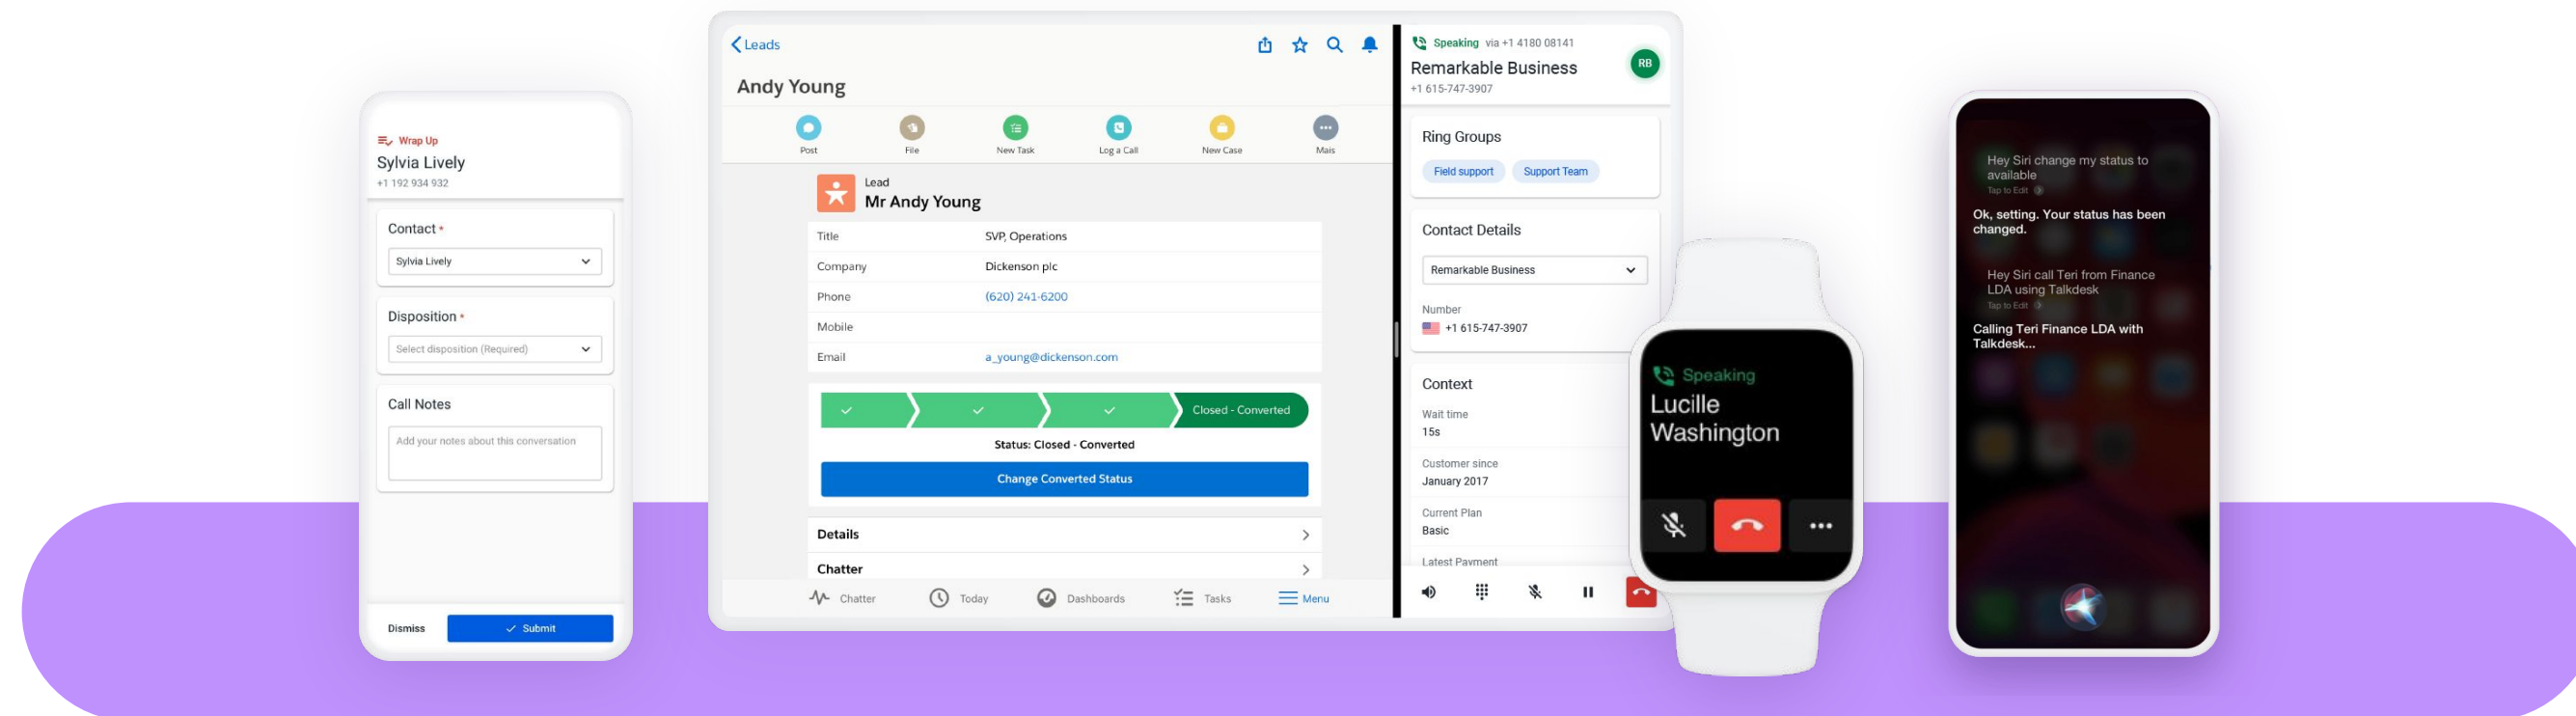 Wrap Up
Sylvia Lively
+1 192 934 932
Contact *
Sylvia Lively
Disposition *
Select disposition (Required)
Call Notes
Add your notes about this conversation
Dismiss
Submit
Leads
Andy Young
Post
File
New Task
Log a Call
New Case
Mais
Lead
Mr Andy Young
Title SVP, Operations
Company Dickenson plc
Phone (620) 241-6200
Mobile
Email a_young@dickenson.com
Closed - Converted
Status: Closed - Converted
Change Converted Status
Details
Chatter
Chatter
Today
Dashboards
Tasks
Menu
Speaking via +1 4180 08141
Remarkable Business
+1 615-747-3907
RB
Ring Groups
Field support
Support Team
Contact Details
Remarkable Business
Number
+1 615-747-3907
Context
Wait time
15s
Customer since
January 2017
Current Plan
Basic
Latest Payment
Speaking
Lucille
Washington
Hey Siri change my status to
available
Tap to Edit
Ok, setting. Your status has been
changed.
Hey Siri call Teri from Finance
LDA using Talkdesk
Tap to Edit
Calling Teri Finance LDA with
Talkdesk...